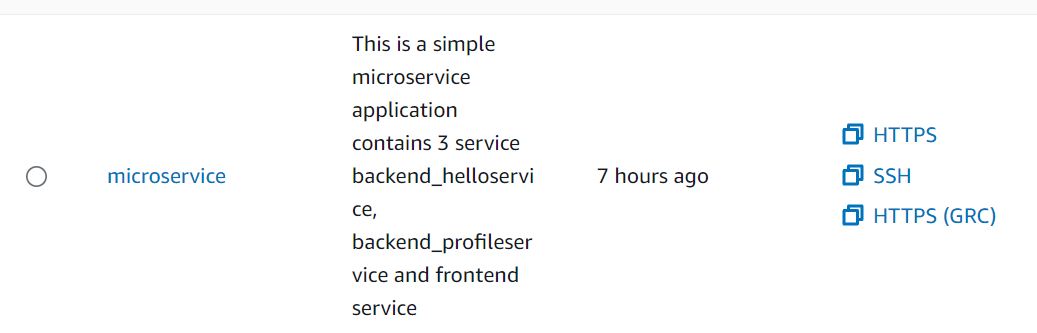 This is a simple
microservice
application
contains 3 service
backend_helloservi
ce,
backend_profileser
vice and frontend
service
microservice
7 hours ago
HTTPS
SSH
HTTPS (GRC)